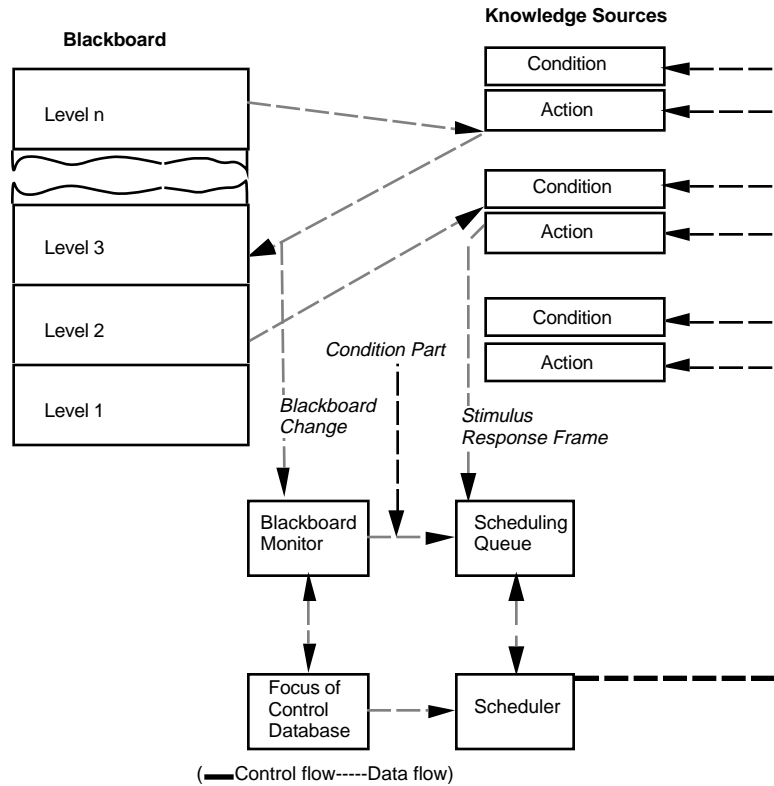 Knowledge Sources
Blackboard
Condition
Action
Level n
Condition
Action
Level 3
Level 2
Level 1
Condition
Action
Condition Part
Blackboard
Change
Stimulus
Response Frame
Blackboard
Monitor
Scheduling
Queue
Focus of
Control
Database
Scheduler
(Control flow-----Data flow)